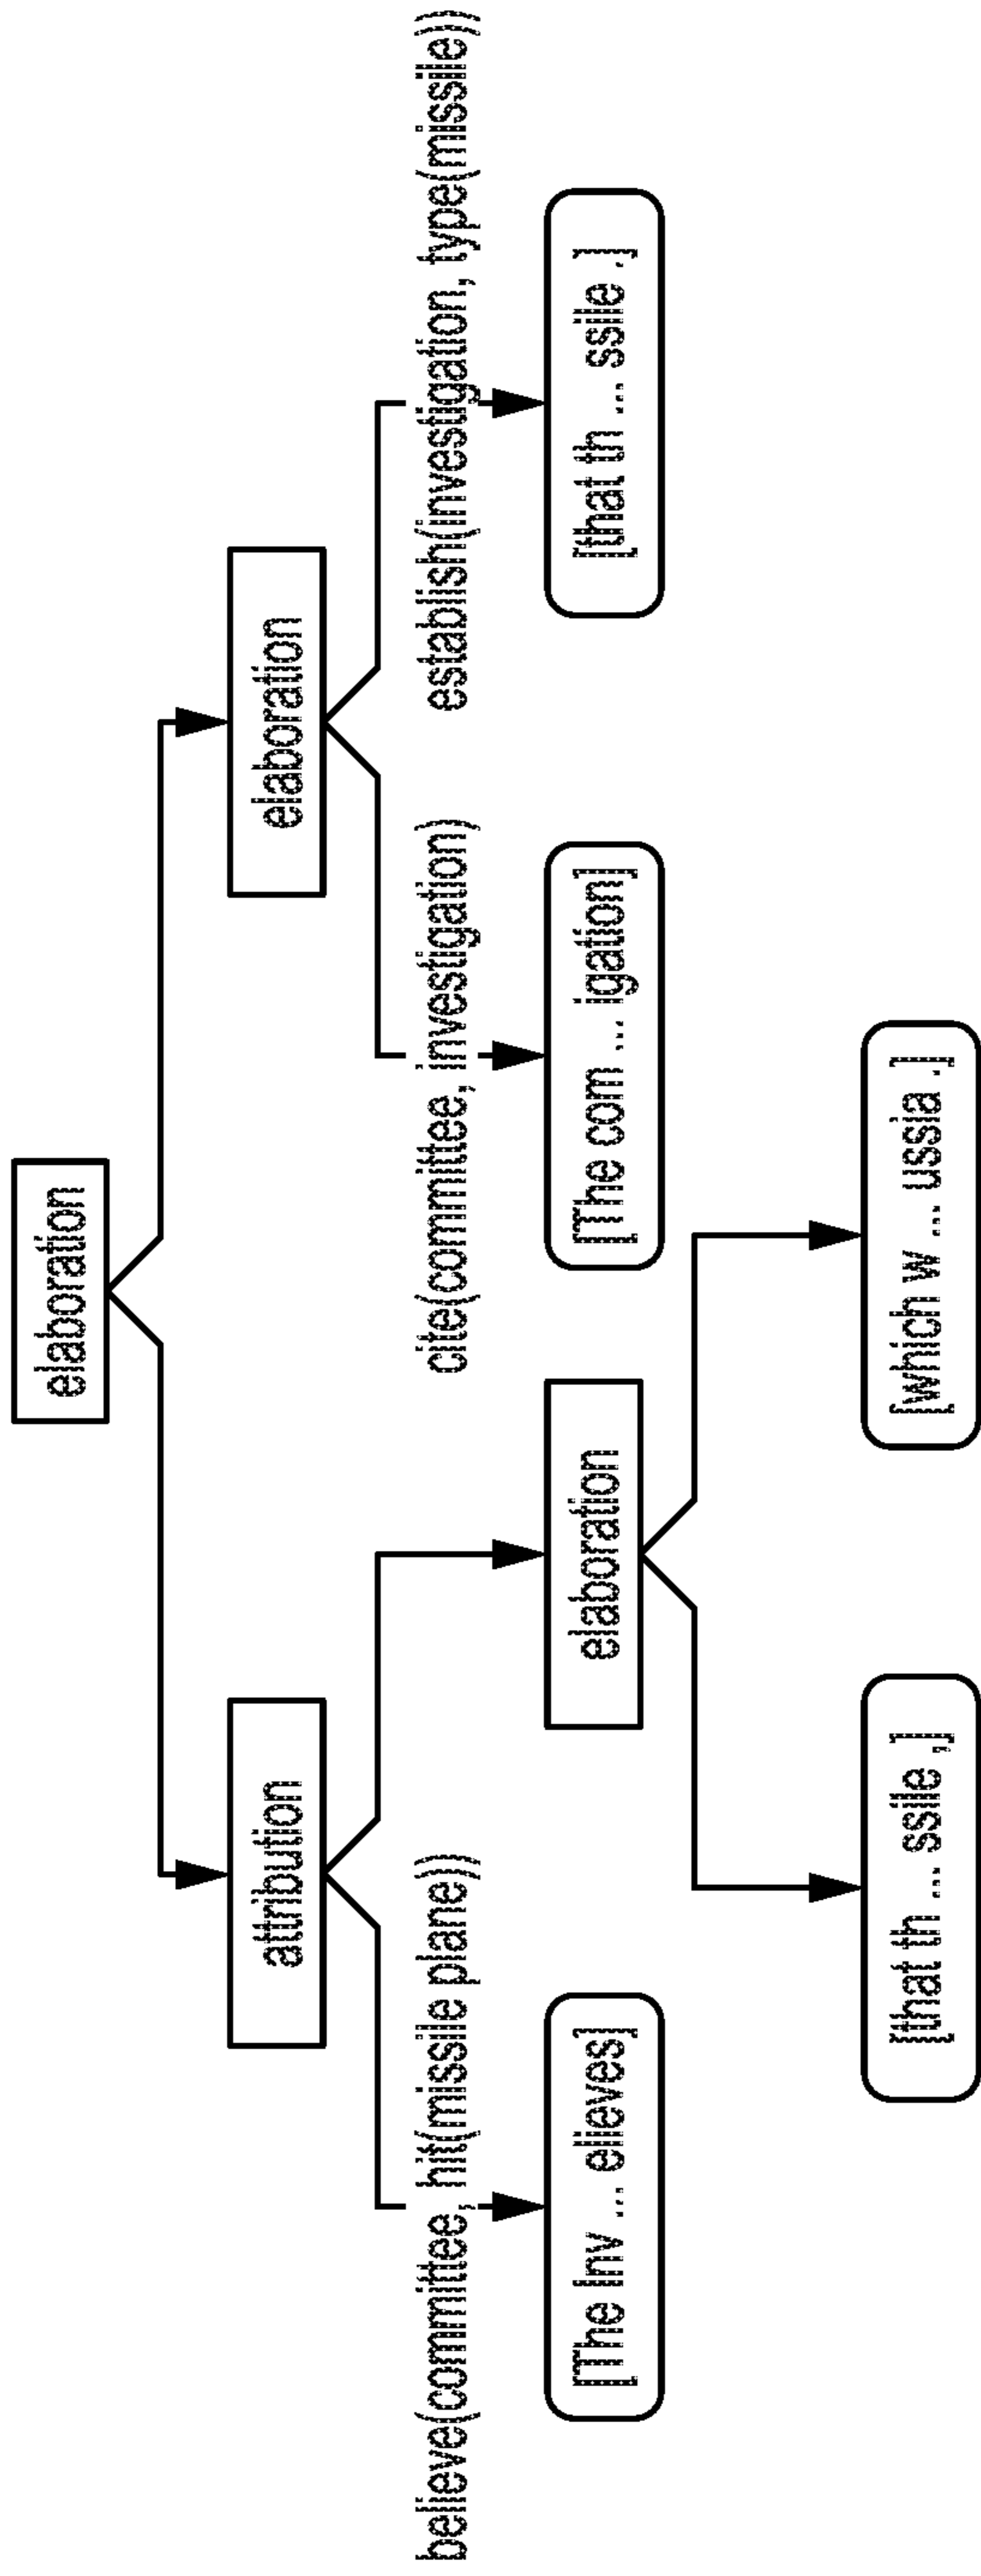 elaboration
attribution
elaboration
believe(committee, hit(missile plane))
cite(committee, investigation)
establish(investigation, type(missile))
[The Inv ... elieves]
elaboration
[The com ... igation]
[that th ... ssile .]
[that th ... ssile ,]
[which w ... ussia .]